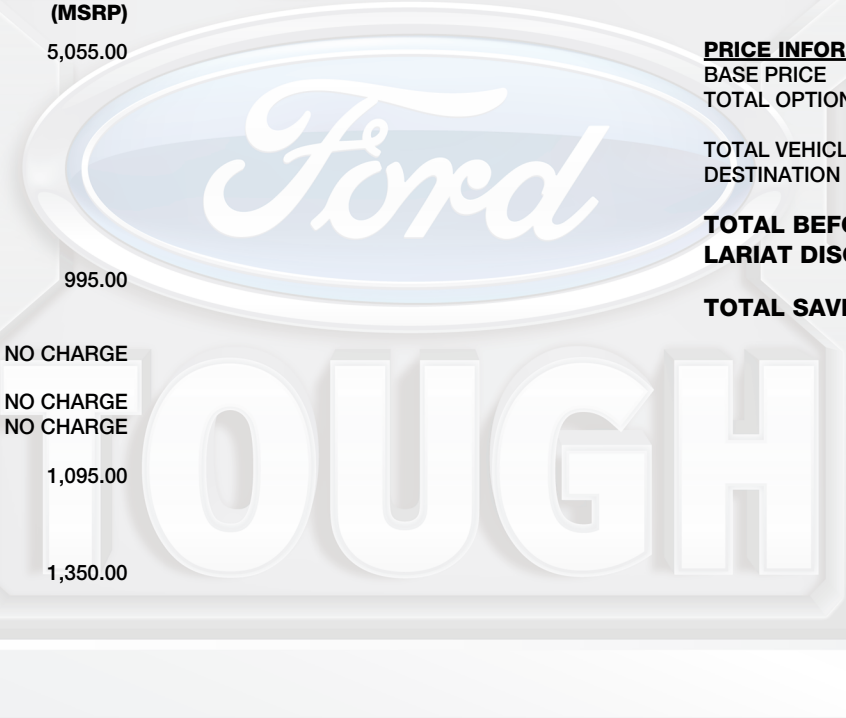 (MSRP)
5,055.00
995.00
NO CHARGE
NO CHARGE
NO CHARGE
1,095.00
1,350.00
PRICE INFOR
BASE PRICE
TOTAL OPTION
TOTAL VEHICL
DESTINATION
TOTAL BEFO
LARIAT DISC
TOTAL SAVI
Ford
TOUGH